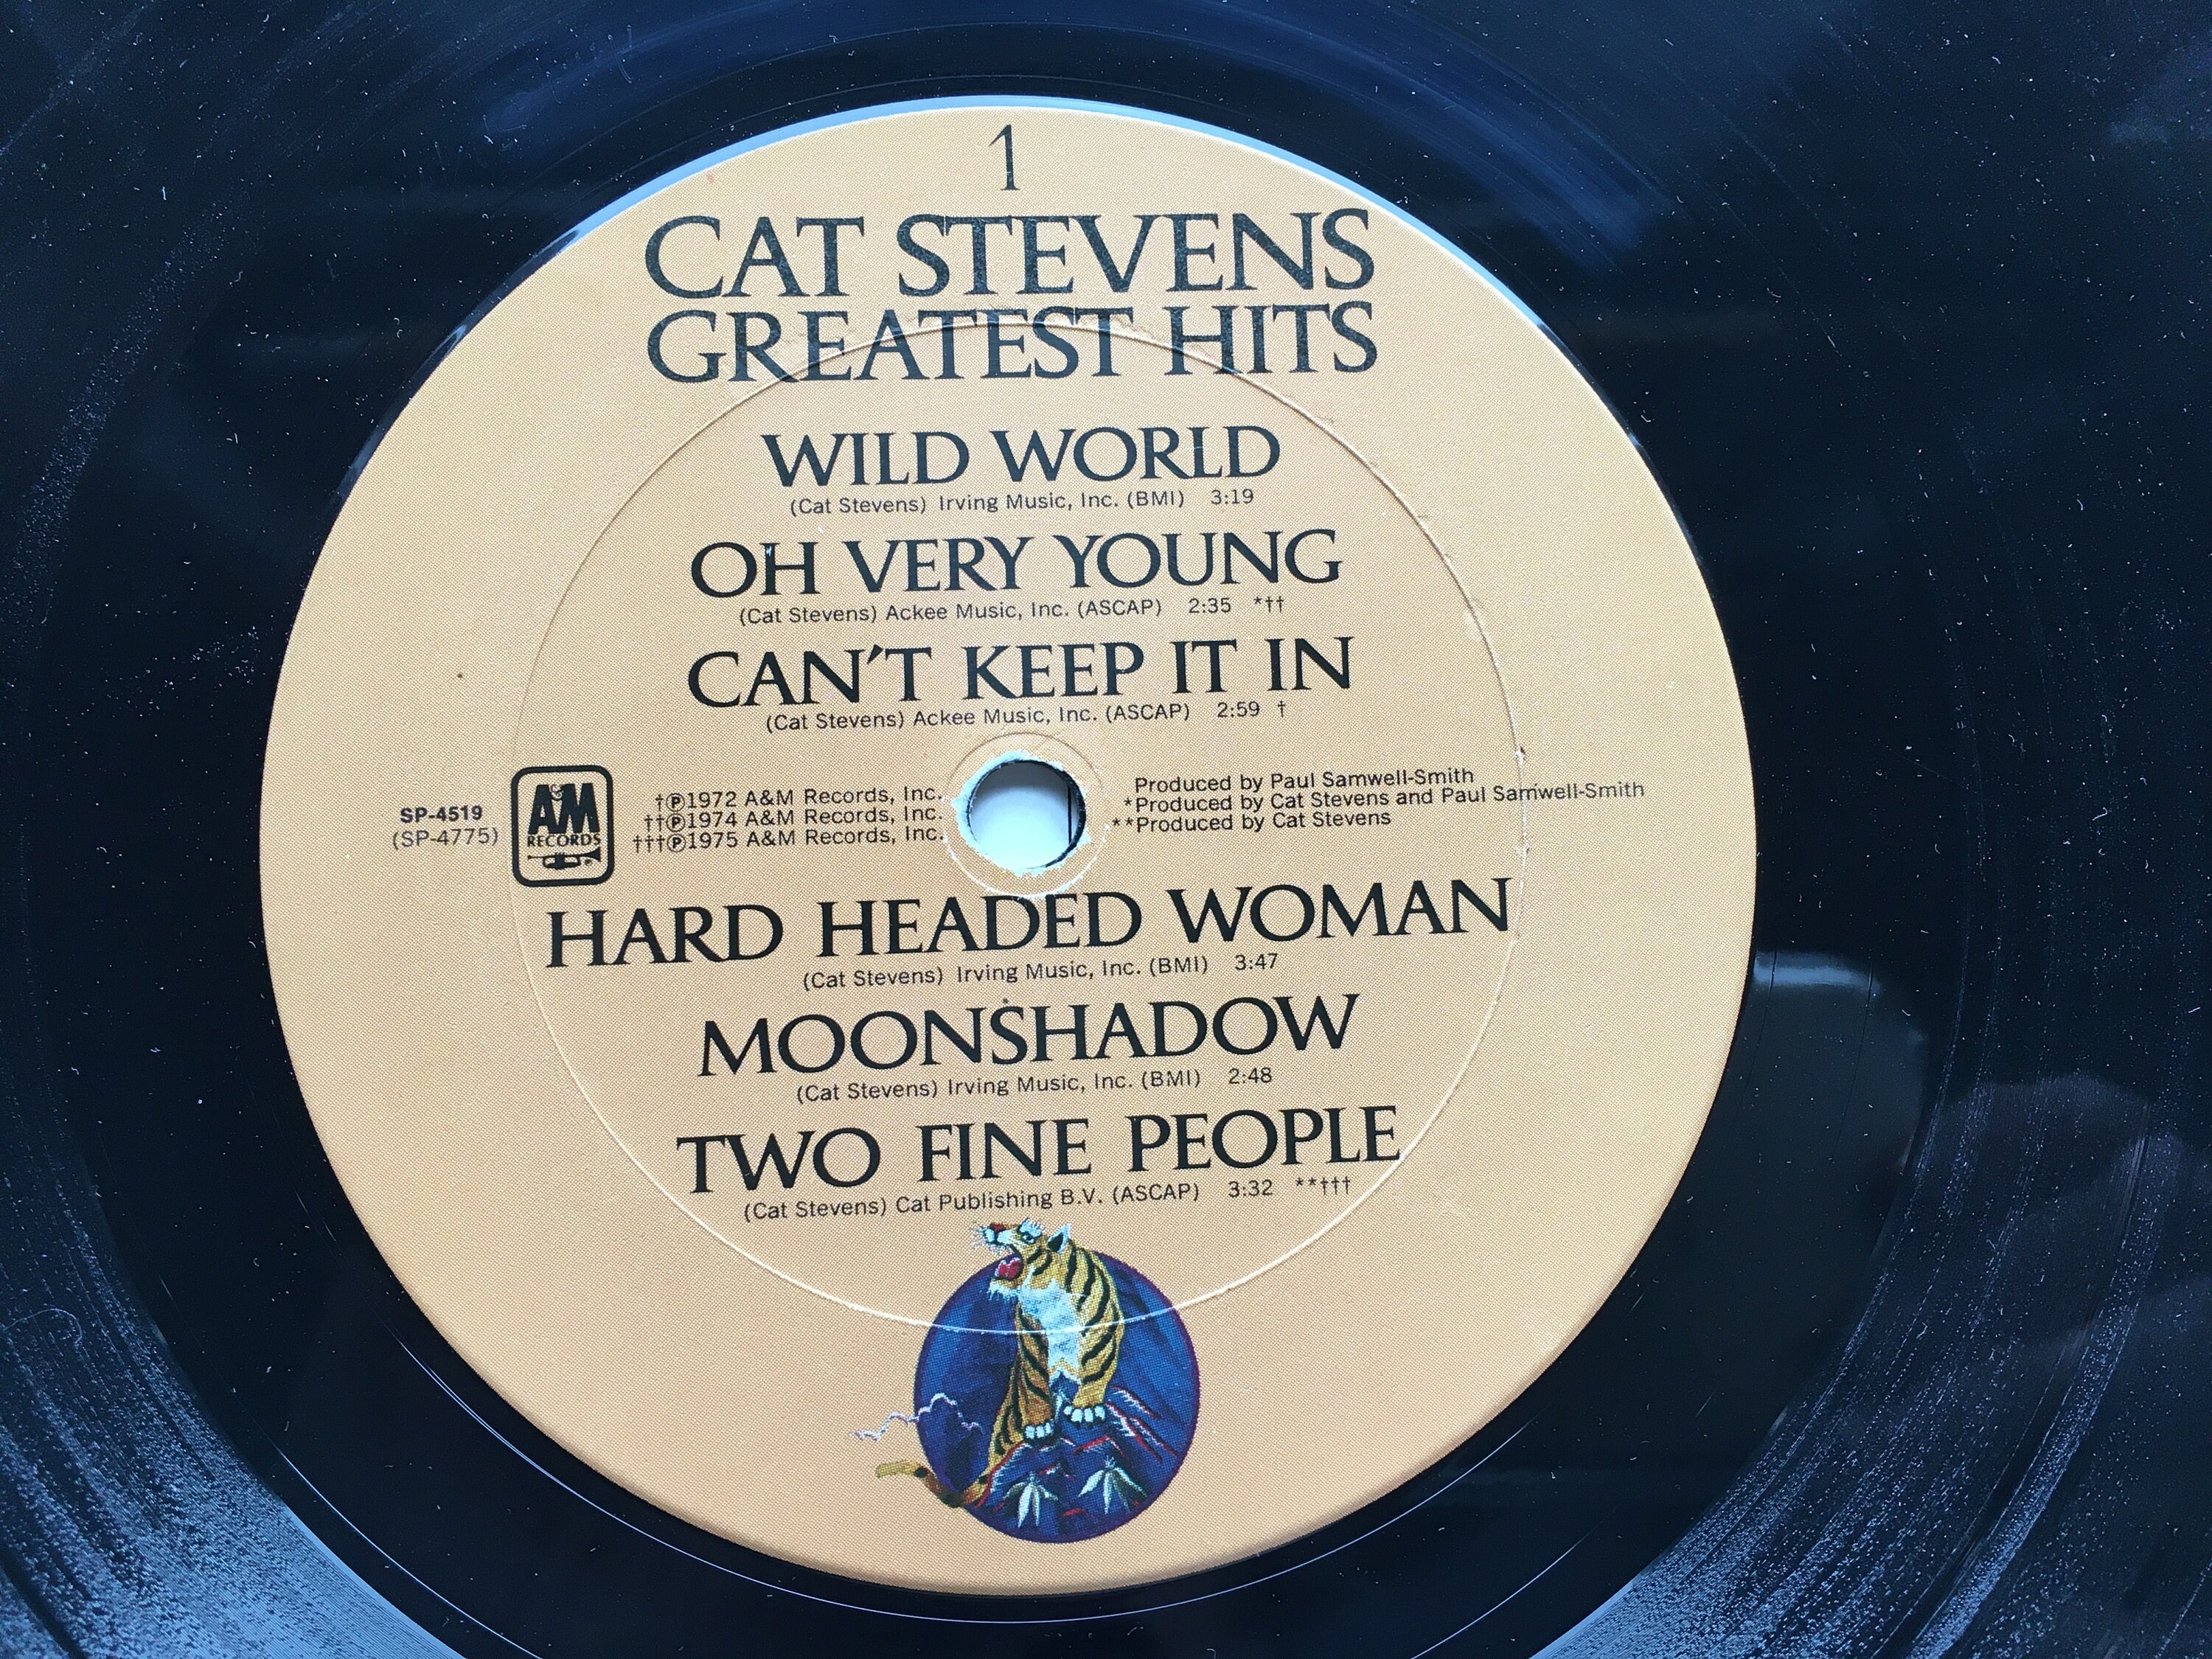 1
CAT STEVENS
GREATEST HITS
WILD WORLD
(Cat Stevens) Irving Music, Inc. (BMI) 3:19
OH VERY YOUNG
(Cat Stevens) Ackee Music, Inc. (ASCAP) 2:35 *††
CAN'T KEEP IT IN
(Cat Stevens) Ackee Music, Inc. (ASCAP) 2:59 †
SP-4519
(SP-4775)
A&M
RECORDS
†Ⓟ1972 A&M Records, Inc.
††Ⓟ1974 A&M Records, Inc.
†††Ⓟ1975 A&M Records, Inc.
Produced by Paul Samwell-Smith
*Produced by Cat Stevens and Paul Samwell-Smith
**Produced by Cat Stevens
HARD HEADED WOMAN
(Cat Stevens) Irving Music, Inc. (BMI) 3:47
MOONSHADOW
(Cat Stevens) Irving Music, Inc. (BMI) 2:48
TWO FINE PEOPLE
(Cat Stevens) Cat Publishing B.V. (ASCAP) 3:32 **†††